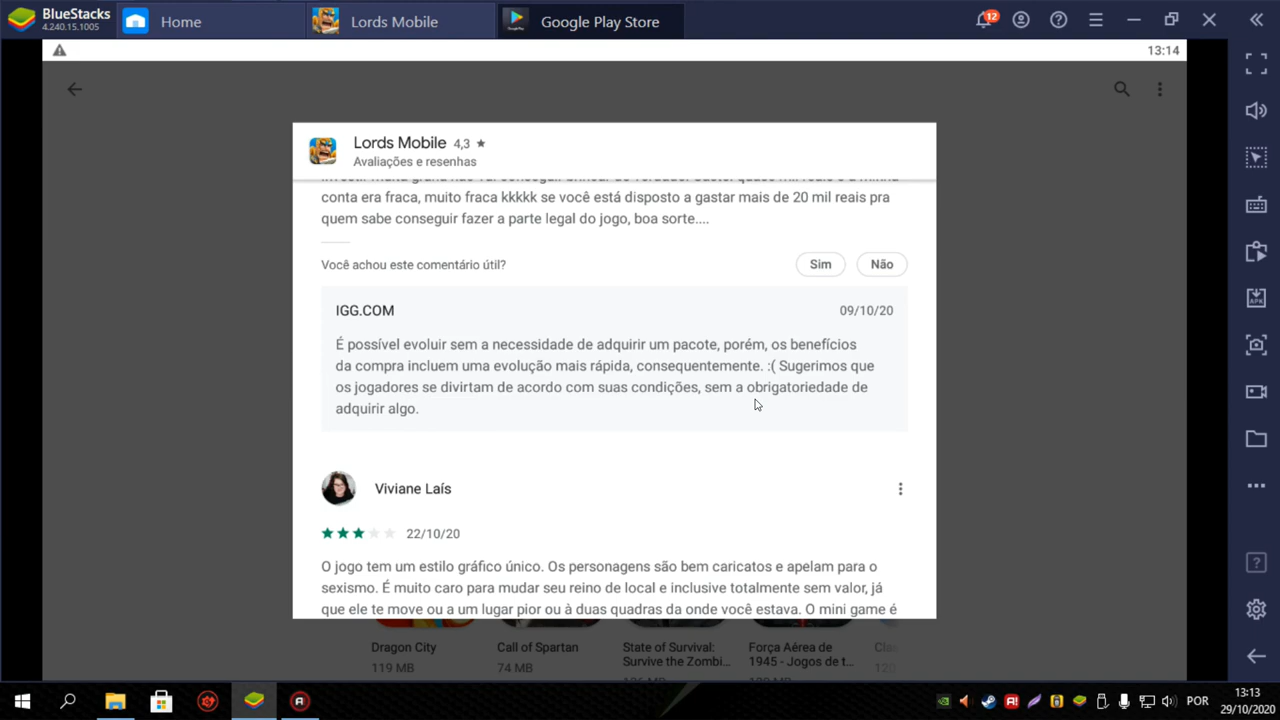 BlueStacks
4.240.15.1005
Home
Lords Mobile
Google Play Store
12
13:14
Lords Mobile 4,3 ★
Avaliações e resenhas
conta era fraca, muito fraca kkkkk se você está disposto a gastar mais de 20 mil reais pra
quem sabe conseguir fazer a parte legal do jogo, boa sorte....
Você achou este comentário útil?
Sim
Não
IGG.COM
09/10/20
É possível evoluir sem a necessidade de adquirir um pacote, porém, os benefícios
da compra incluem uma evolução mais rápida, consequentemente. :( Sugerimos que
os jogadores se divirtam de acordo com suas condições, sem a obrigatoriedade de
adquirir algo.
Viviane Laís
22/10/20
O jogo tem um estilo gráfico único. Os personagens são bem caricatos e apelam para o
sexismo. É muito caro para mudar seu reino de local e inclusive totalmente sem valor, já
que ele te move ou a um lugar pior ou à duas quadras da onde você estava. O mini game é
Dragon City
119 MB
Call of Spartan
74 MB
State of Survival:
Survive the Zombi...
Força Aérea de
1945 - Jogos de t...
POR
13:13
29/10/2020